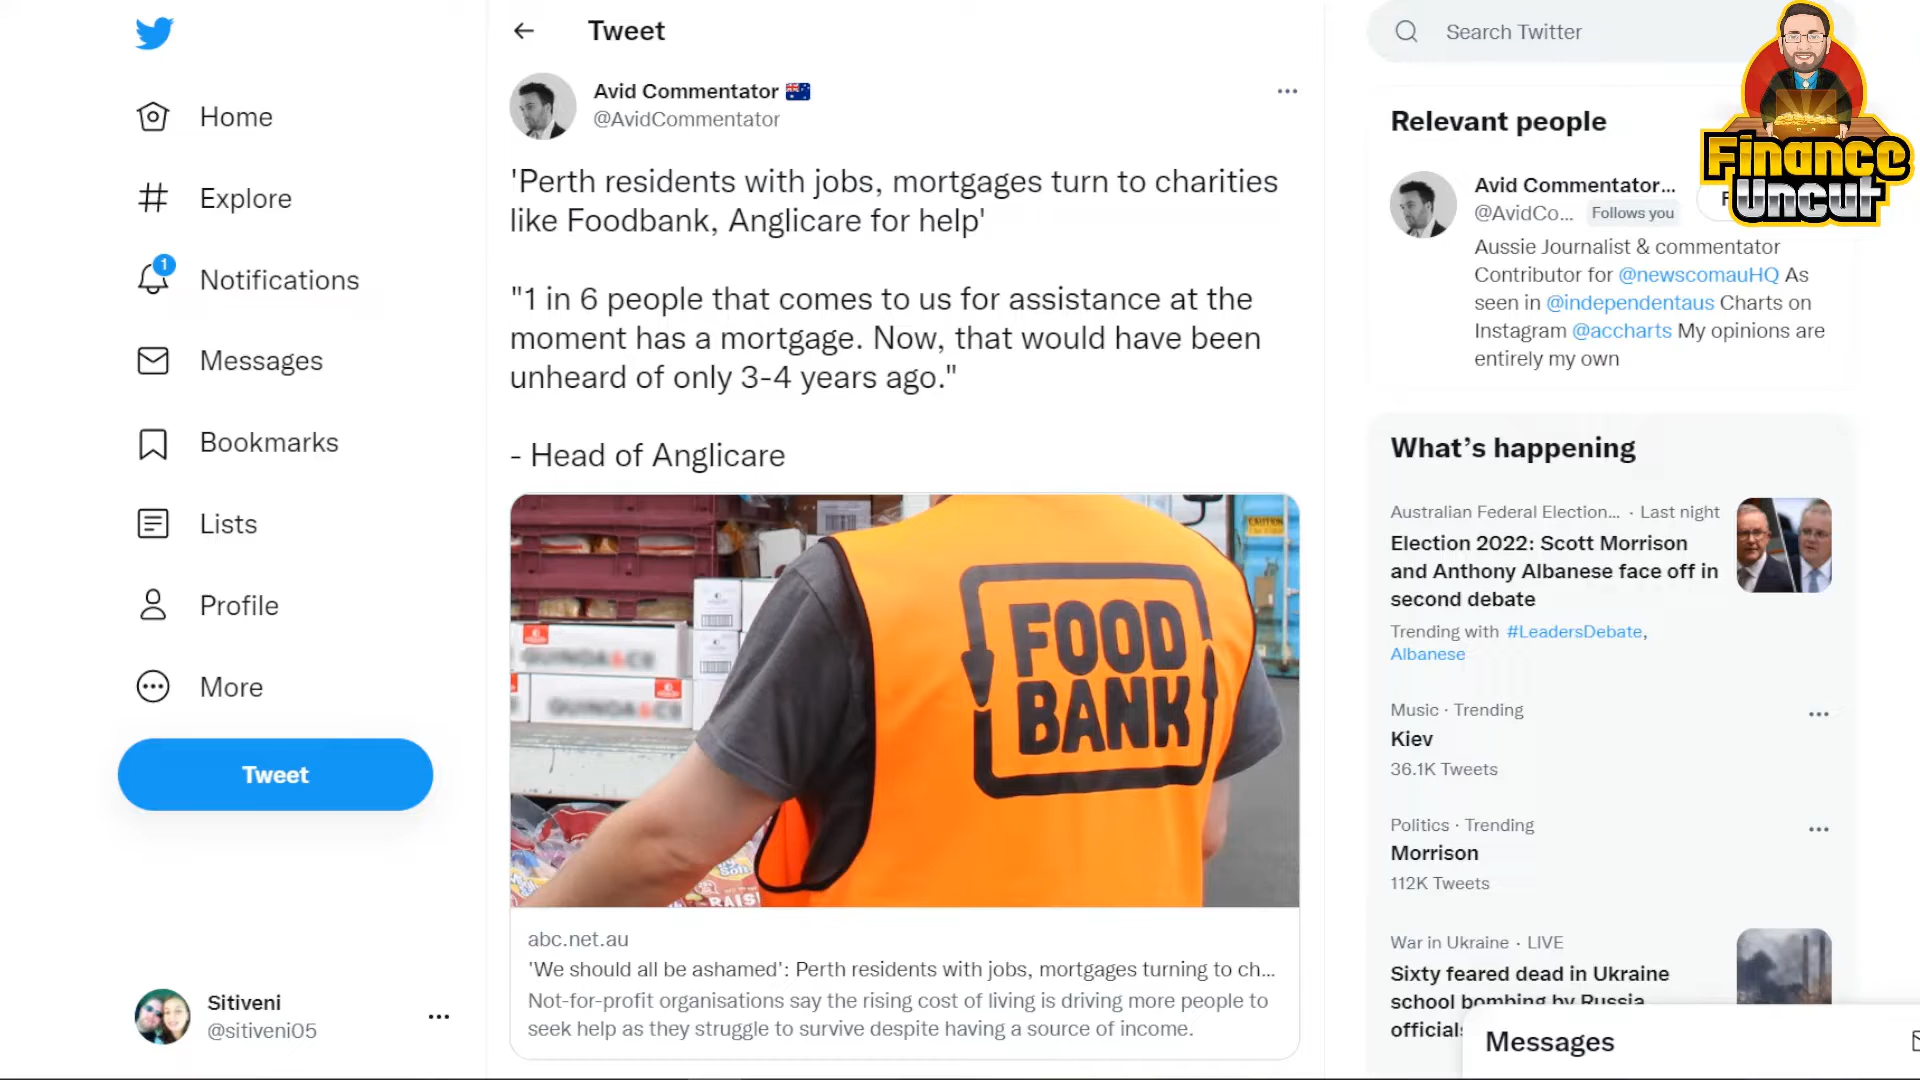 Home
Explore
1
Notifications
Messages
Bookmarks
Lists
Profile
More
Tweet
Sitiveni
@sitiveni05
Tweet
Avid Commentator
@AvidCommentator
'Perth residents with jobs, mortgages turn to charities
like Foodbank, Anglicare for help'
"1 in 6 people that comes to us for assistance at the
moment has a mortgage. Now, that would have been
unheard of only 3-4 years ago."
- Head of Anglicare
CAUTION
FOOD
BANK
abc.net.au
'We should all be ashamed': Perth residents with jobs, mortgages turning to ch...
Not-for-profit organisations say the rising cost of living is driving more people to
seek help as they struggle to survive despite having a source of income.
Search Twitter
Finance
Uncut
Relevant people
Avid Commentator...
@AvidCo... Follows you
Aussie Journalist & commentator
Contributor for @newscomauHQ As
seen in @independentaus Charts on
Instagram @accharts My opinions are
entirely my own
What's happening
Australian Federal Election... · Last night
Election 2022: Scott Morrison
and Anthony Albanese face off in
second debate
Trending with #LeadersDebate,
Albanese
Music · Trending
Kiev
36.1K Tweets
Politics · Trending
Morrison
112K Tweets
War in Ukraine · LIVE
Sixty feared dead in Ukraine
school bombing by Russia,
officials
Messages